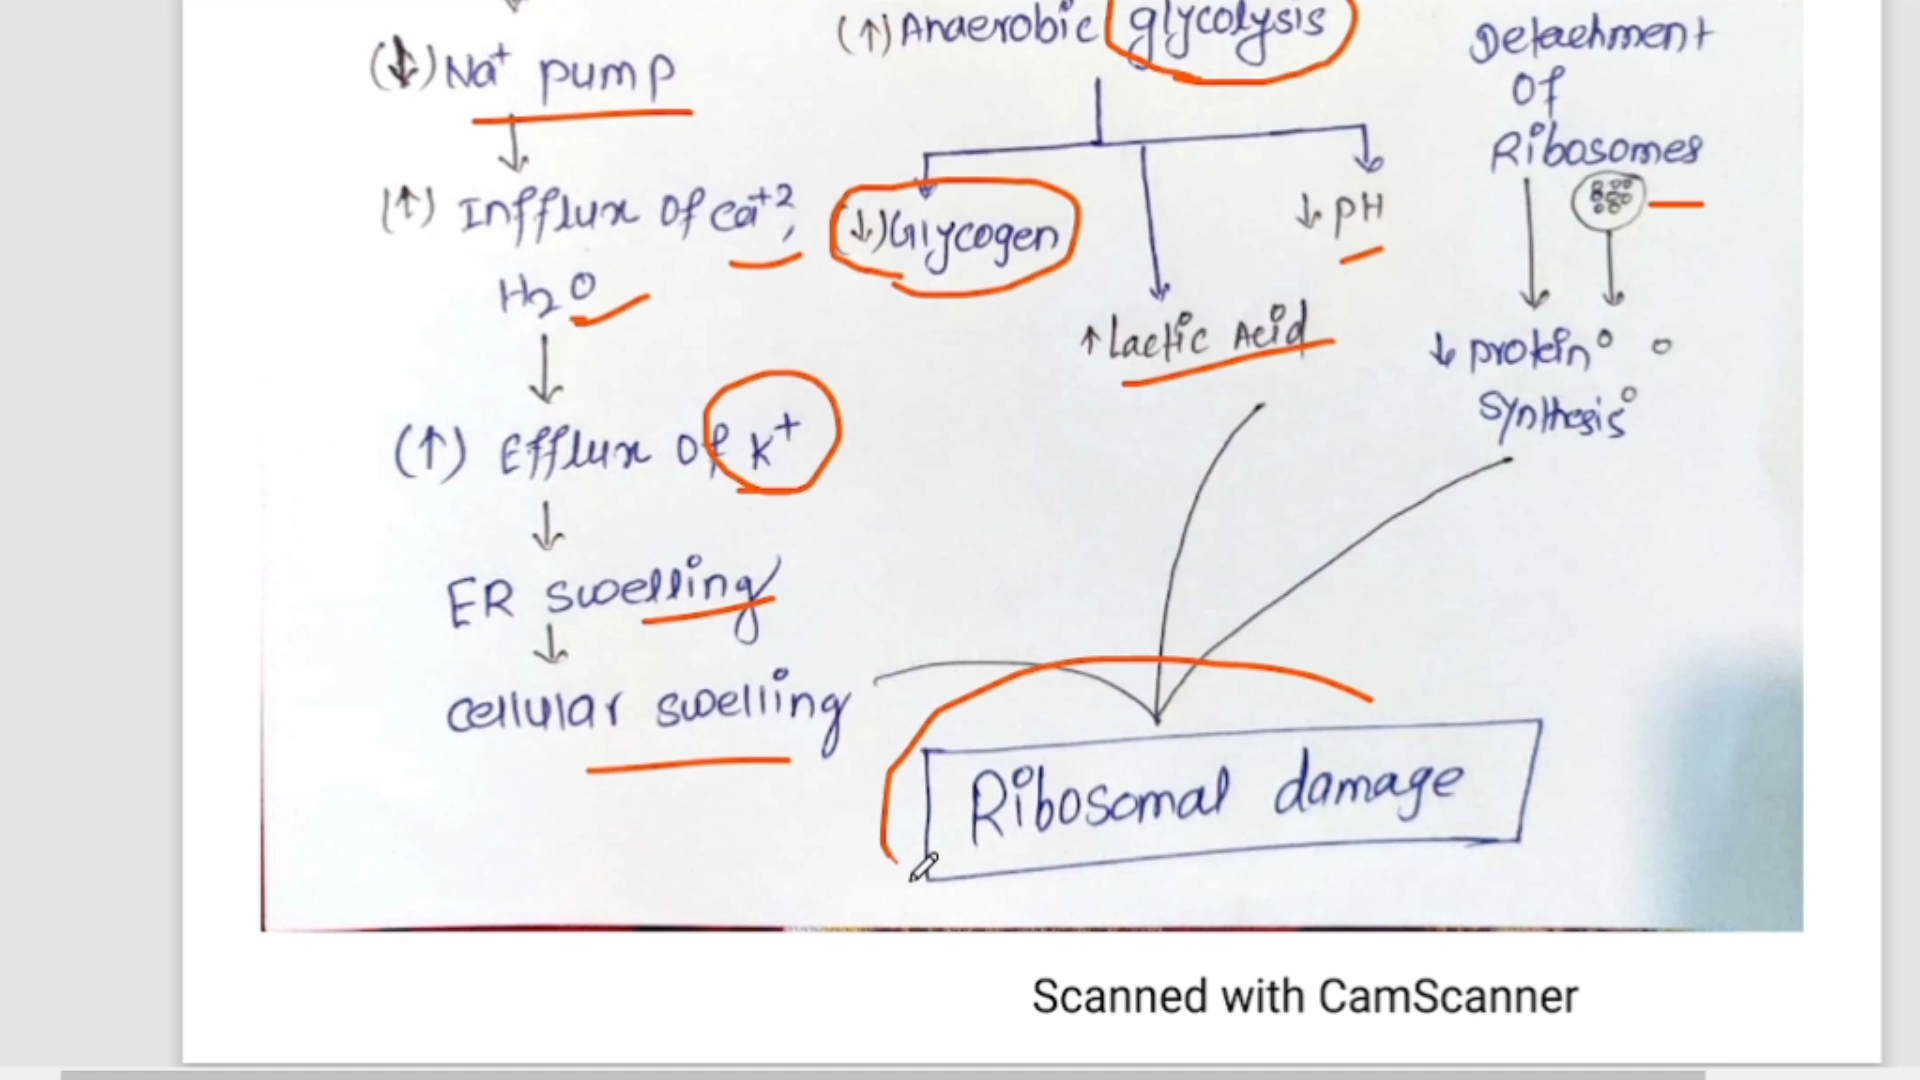 (↓) Na⁺ pump
(↑) Infflux of ca⁺²,
H₂O
(↑) Efflux of K⁺
ER swelling
cellular swelling
(↑) Anaerobic glycolysis
(↓) Glycogen
↑ Lactic Acid
↓ pH
Detachment
of
Ribosomes
↓ protein
synthesis
Ribosomal damage
Scanned with CamScanner